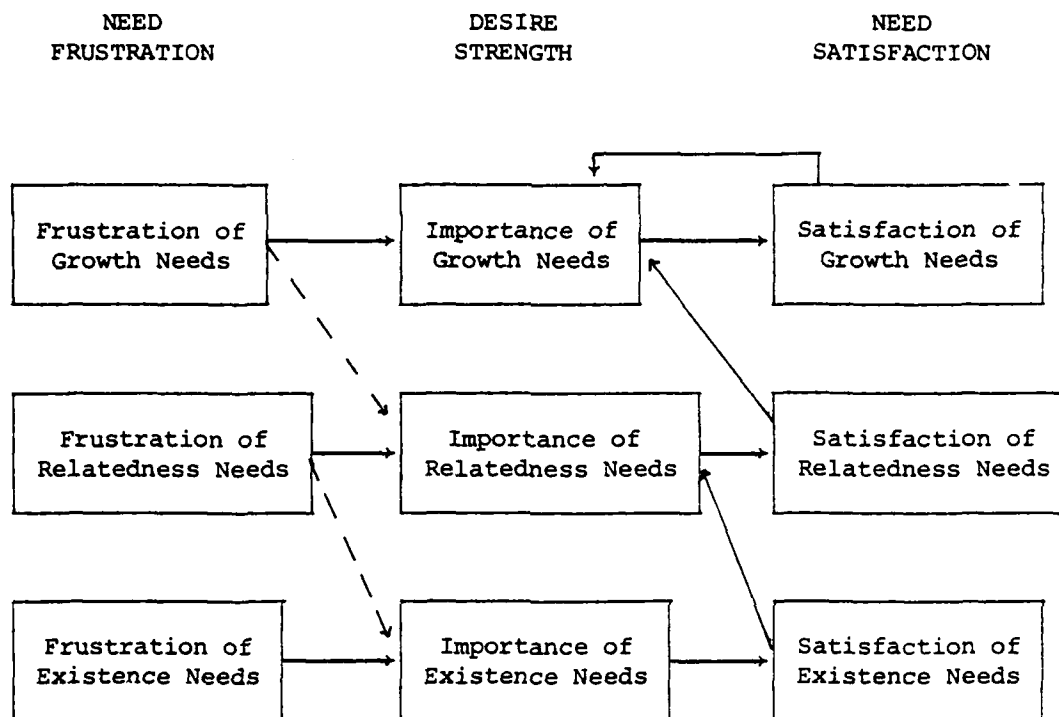 NEED
FRUSTRATION
DESIRE
STRENGTH
NEED
SATISFACTION
Frustration of
Growth Needs
Importance of
Growth Needs
Satisfaction of
Growth Needs
Frustration of
Relatedness Needs
Importance of
Relatedness Needs
Satisfaction of
Relatedness Needs
Frustration of
Existence Needs
Importance of
Existence Needs
Satisfaction of
Existence Needs